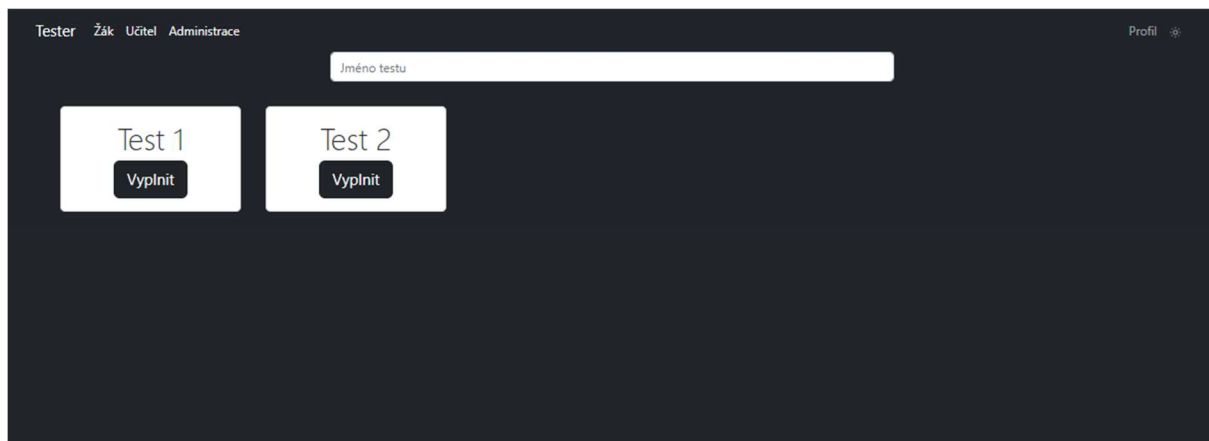 Tester Žák Učitel Administrace Profil
Jméno testu
Test 1 Test 2
Vyplnit Vyplnit